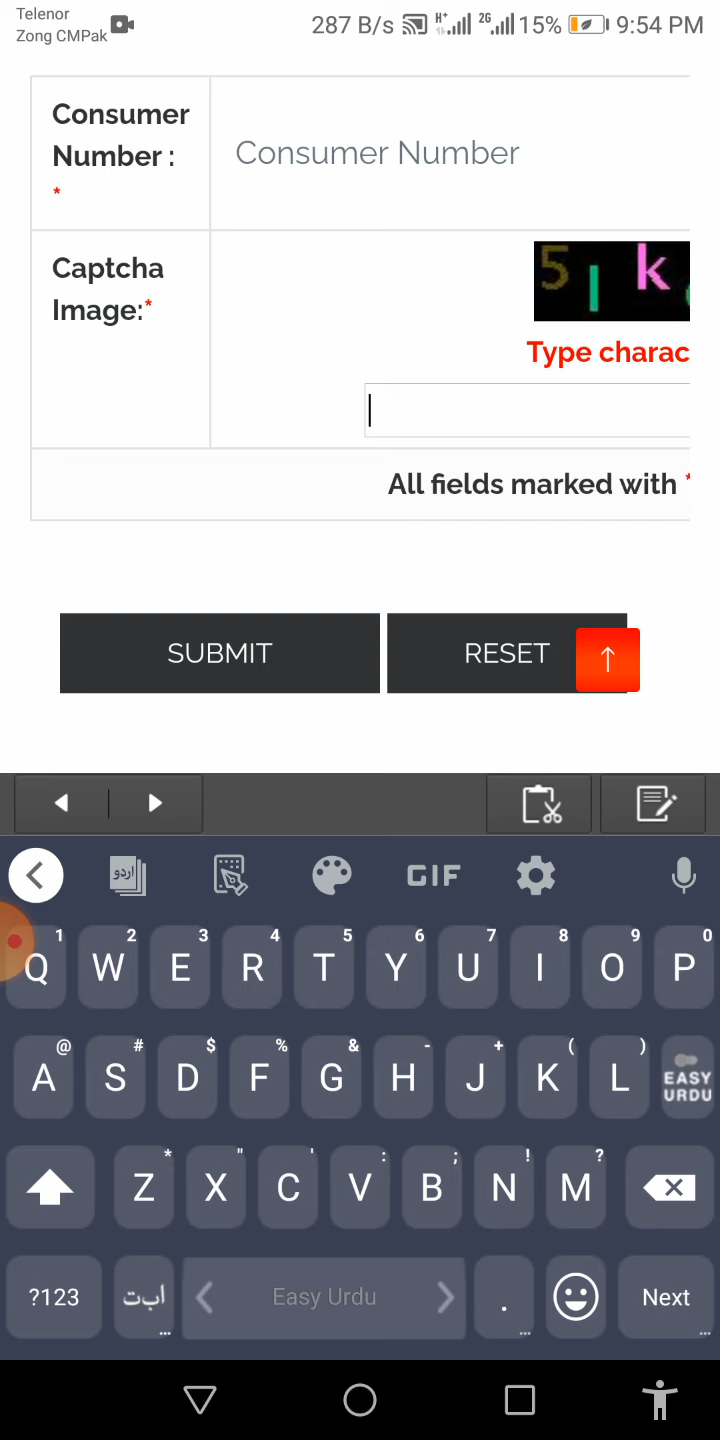 Telenor
Zong CMPak
287 B/s H+ 2G 15% 9:54 PM
Consumer
Number :
*
Consumer Number
Captcha
Image:*
5 l k
Type charac
All fields marked with *
SUBMIT RESET ↑
اردو GIF
1 2 3 4 5 6 7 8 9 0
Q W E R T Y U I O P
@ # $ % & - + ( )
A S D F G H J K L EASY URDU
* " ' : ; ! ?
Z X C V B N M
?123 ا ب ت Easy Urdu . Next